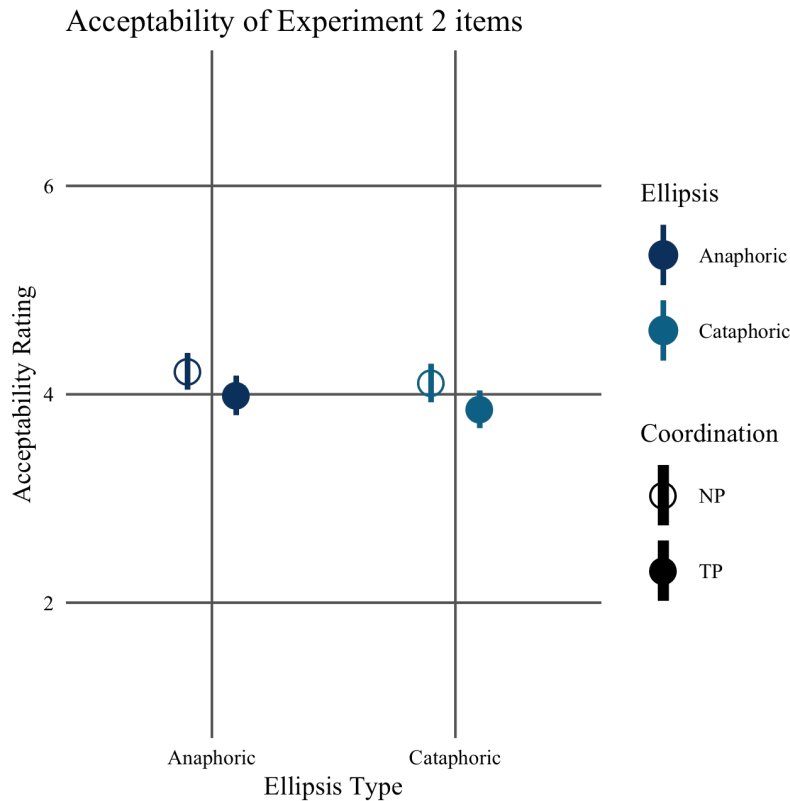 Acceptability of Experiment 2 items
Acceptability Rating
6
4
2
Anaphoric
Cataphoric
Ellipsis Type
Ellipsis
Anaphoric
Cataphoric
Coordination
NP
TP